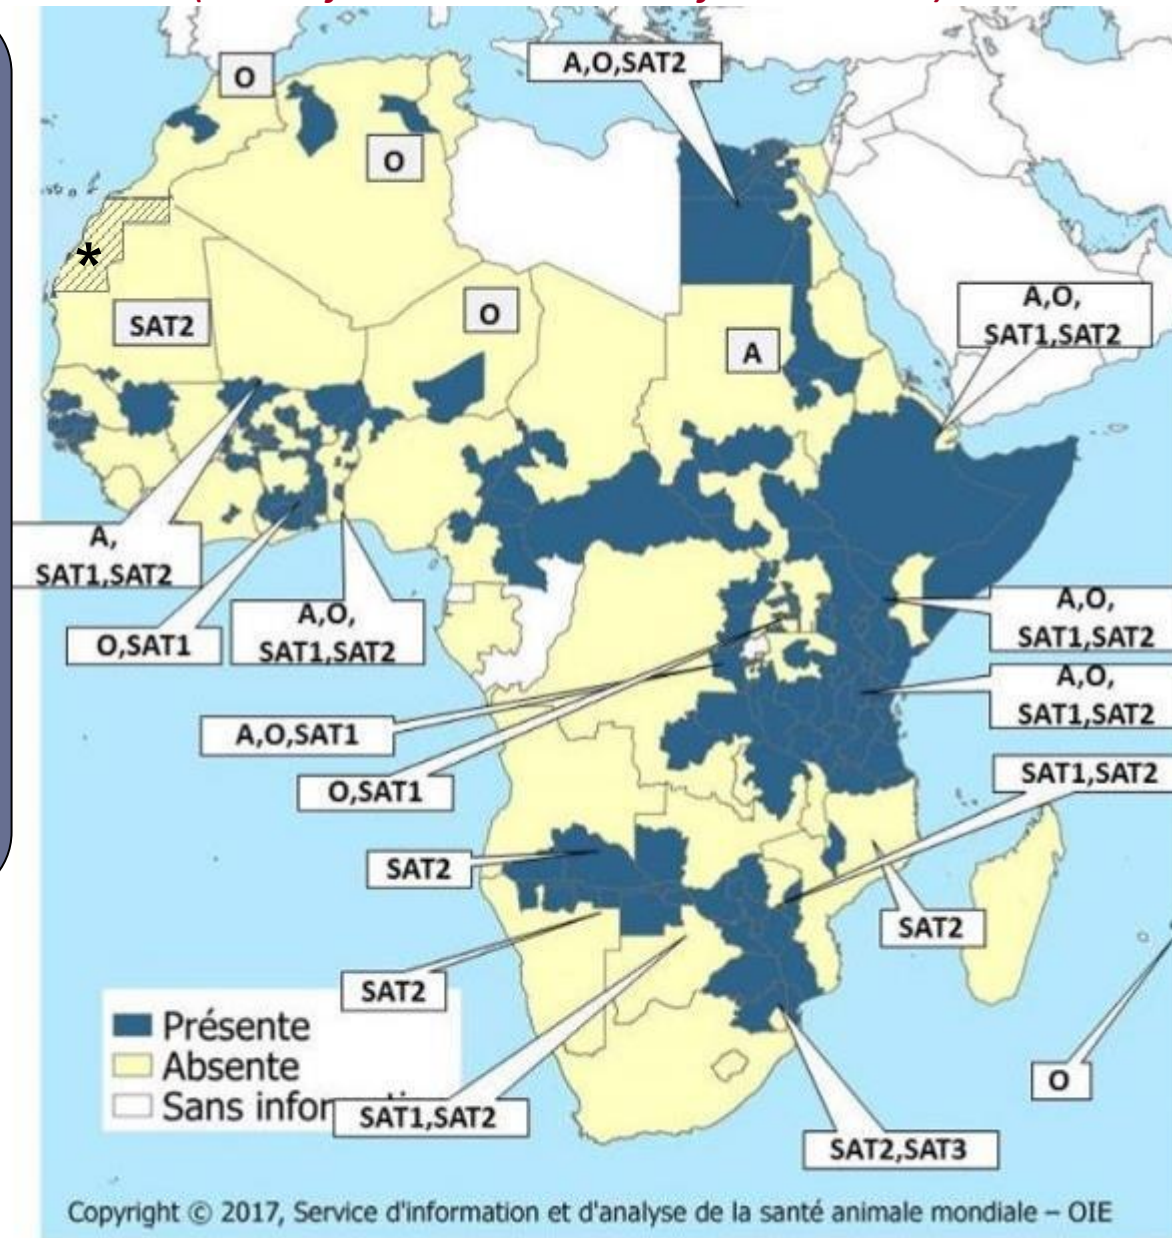 O
A,O,SAT2
O
*
SAT2
O
A
A,O,
SAT1,SAT2
A,
SAT1,SAT2
O,SAT1
A,O,
SAT1,SAT2
A,O,
SAT1,SAT2
A,O,
SAT1,SAT2
A,O,SAT1
O,SAT1
SAT1,SAT2
SAT2
SAT2
SAT2
Présente
Absente
Sans
SAT1,SAT2
O
SAT2,SAT3
Copyright © 2017, Service d'information et d'analyse de la santé animale mondiale – OIE